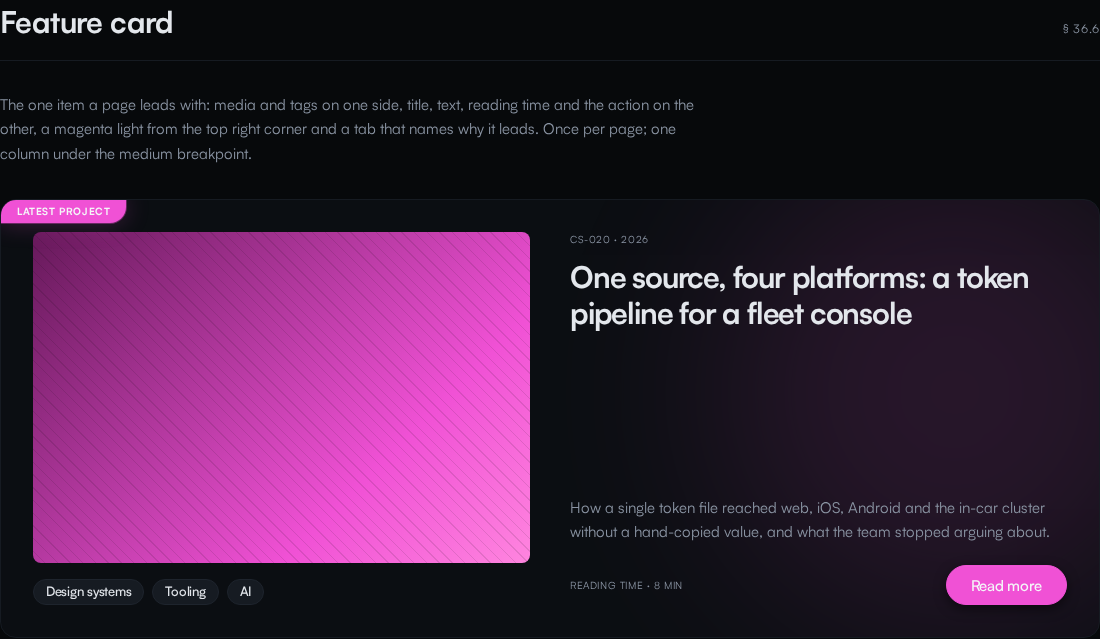 Feature card
§ 36.6
The one item a page leads with: media and tags on one side, title, text, reading time and the action on the
other, a magenta light from the top right corner and a tab that names why it leads. Once per page; one
column under the medium breakpoint.
LATEST PROJECT
CS-020 · 2026
One source, four platforms: a token
pipeline for a fleet console
How a single token file reached web, iOS, Android and the in-car cluster
without a hand-copied value, and what the team stopped arguing about.
Design systems
Tooling
AI
READING TIME · 8 MIN
Read more